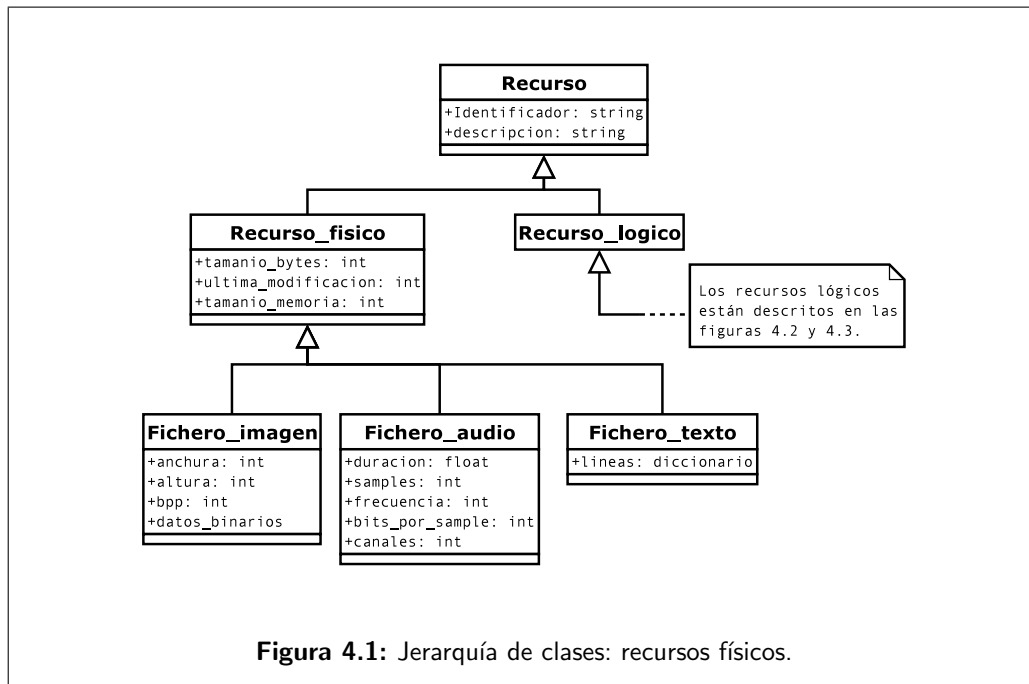 Recurso
+Identificador: string
+descripcion: string
Recurso_fisico
+tamanio_bytes: int
+ultima_modificacion: int
+tamanio_memoria: int
Recurso_logico
Los recursos lógicos
están descritos en las
figuras 4.2 y 4.3.
Fichero_imagen
+anchura: int
+altura: int
+bpp: int
+datos_binarios
Fichero_audio
+duracion: float
+samples: int
+frecuencia: int
+bits_por_sample: int
+canales: int
Fichero_texto
+lineas: diccionario
Figura 4.1: Jerarquía de clases: recursos físicos.